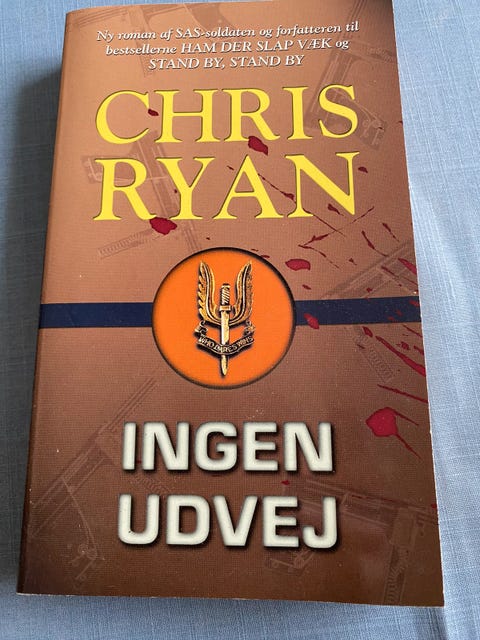 Ny roman af SAS-soldaten og forfatteren til
bestsellerne HAM DER SLAP VÆK og
STAND BY, STAND BY
CHRIS
RYAN
WHO DARES WINS
INGEN
UDVEJ